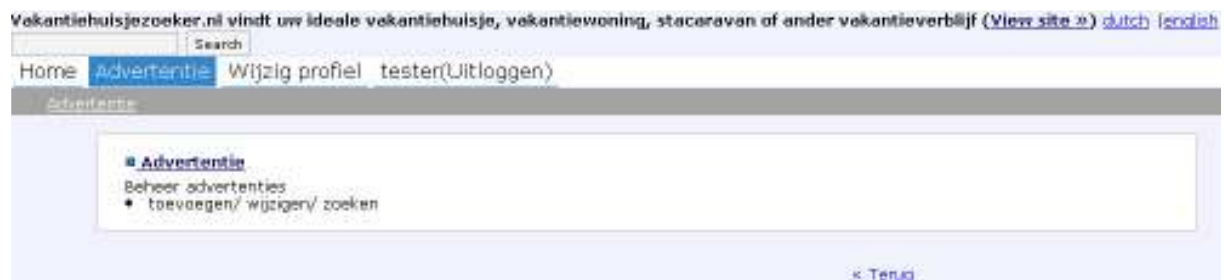 Vakantiehuisjezoeker.nl vindt uw ideale vakantiehuisje, vakantiewoning, stacaravan of ander vakantieverblijf (View site ») dutch |english
Search
Home Advertentie Wijzig profiel tester(Uitloggen)
Advertentie
Advertentie
Beheer advertenties
• toevoegen/ wijzigen/ zoeken
« Terug